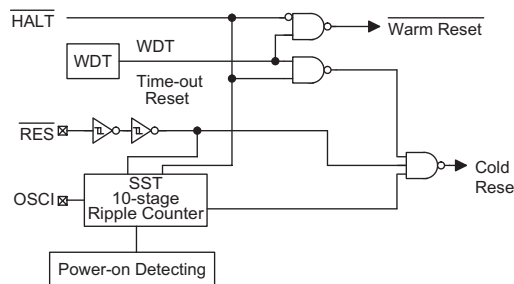 HALT
WDT
WDT
Time-out
Reset
Warm Reset
RES
OSCI
SST
10-stage
Ripple Counter
Cold
Rese
Power-on Detecting